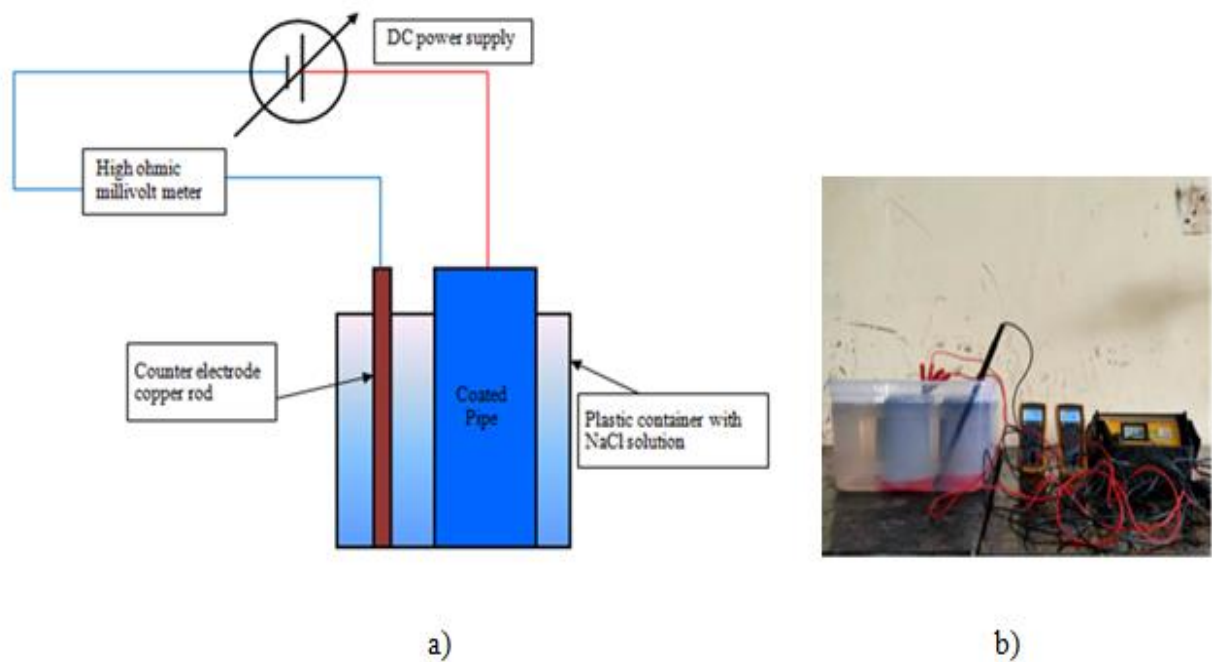 DC power supply
High ohmic
millivolt meter
Counter electrode
copper rod
Coated
Pipe
Plastic container with
NaCl solution
a)
b)